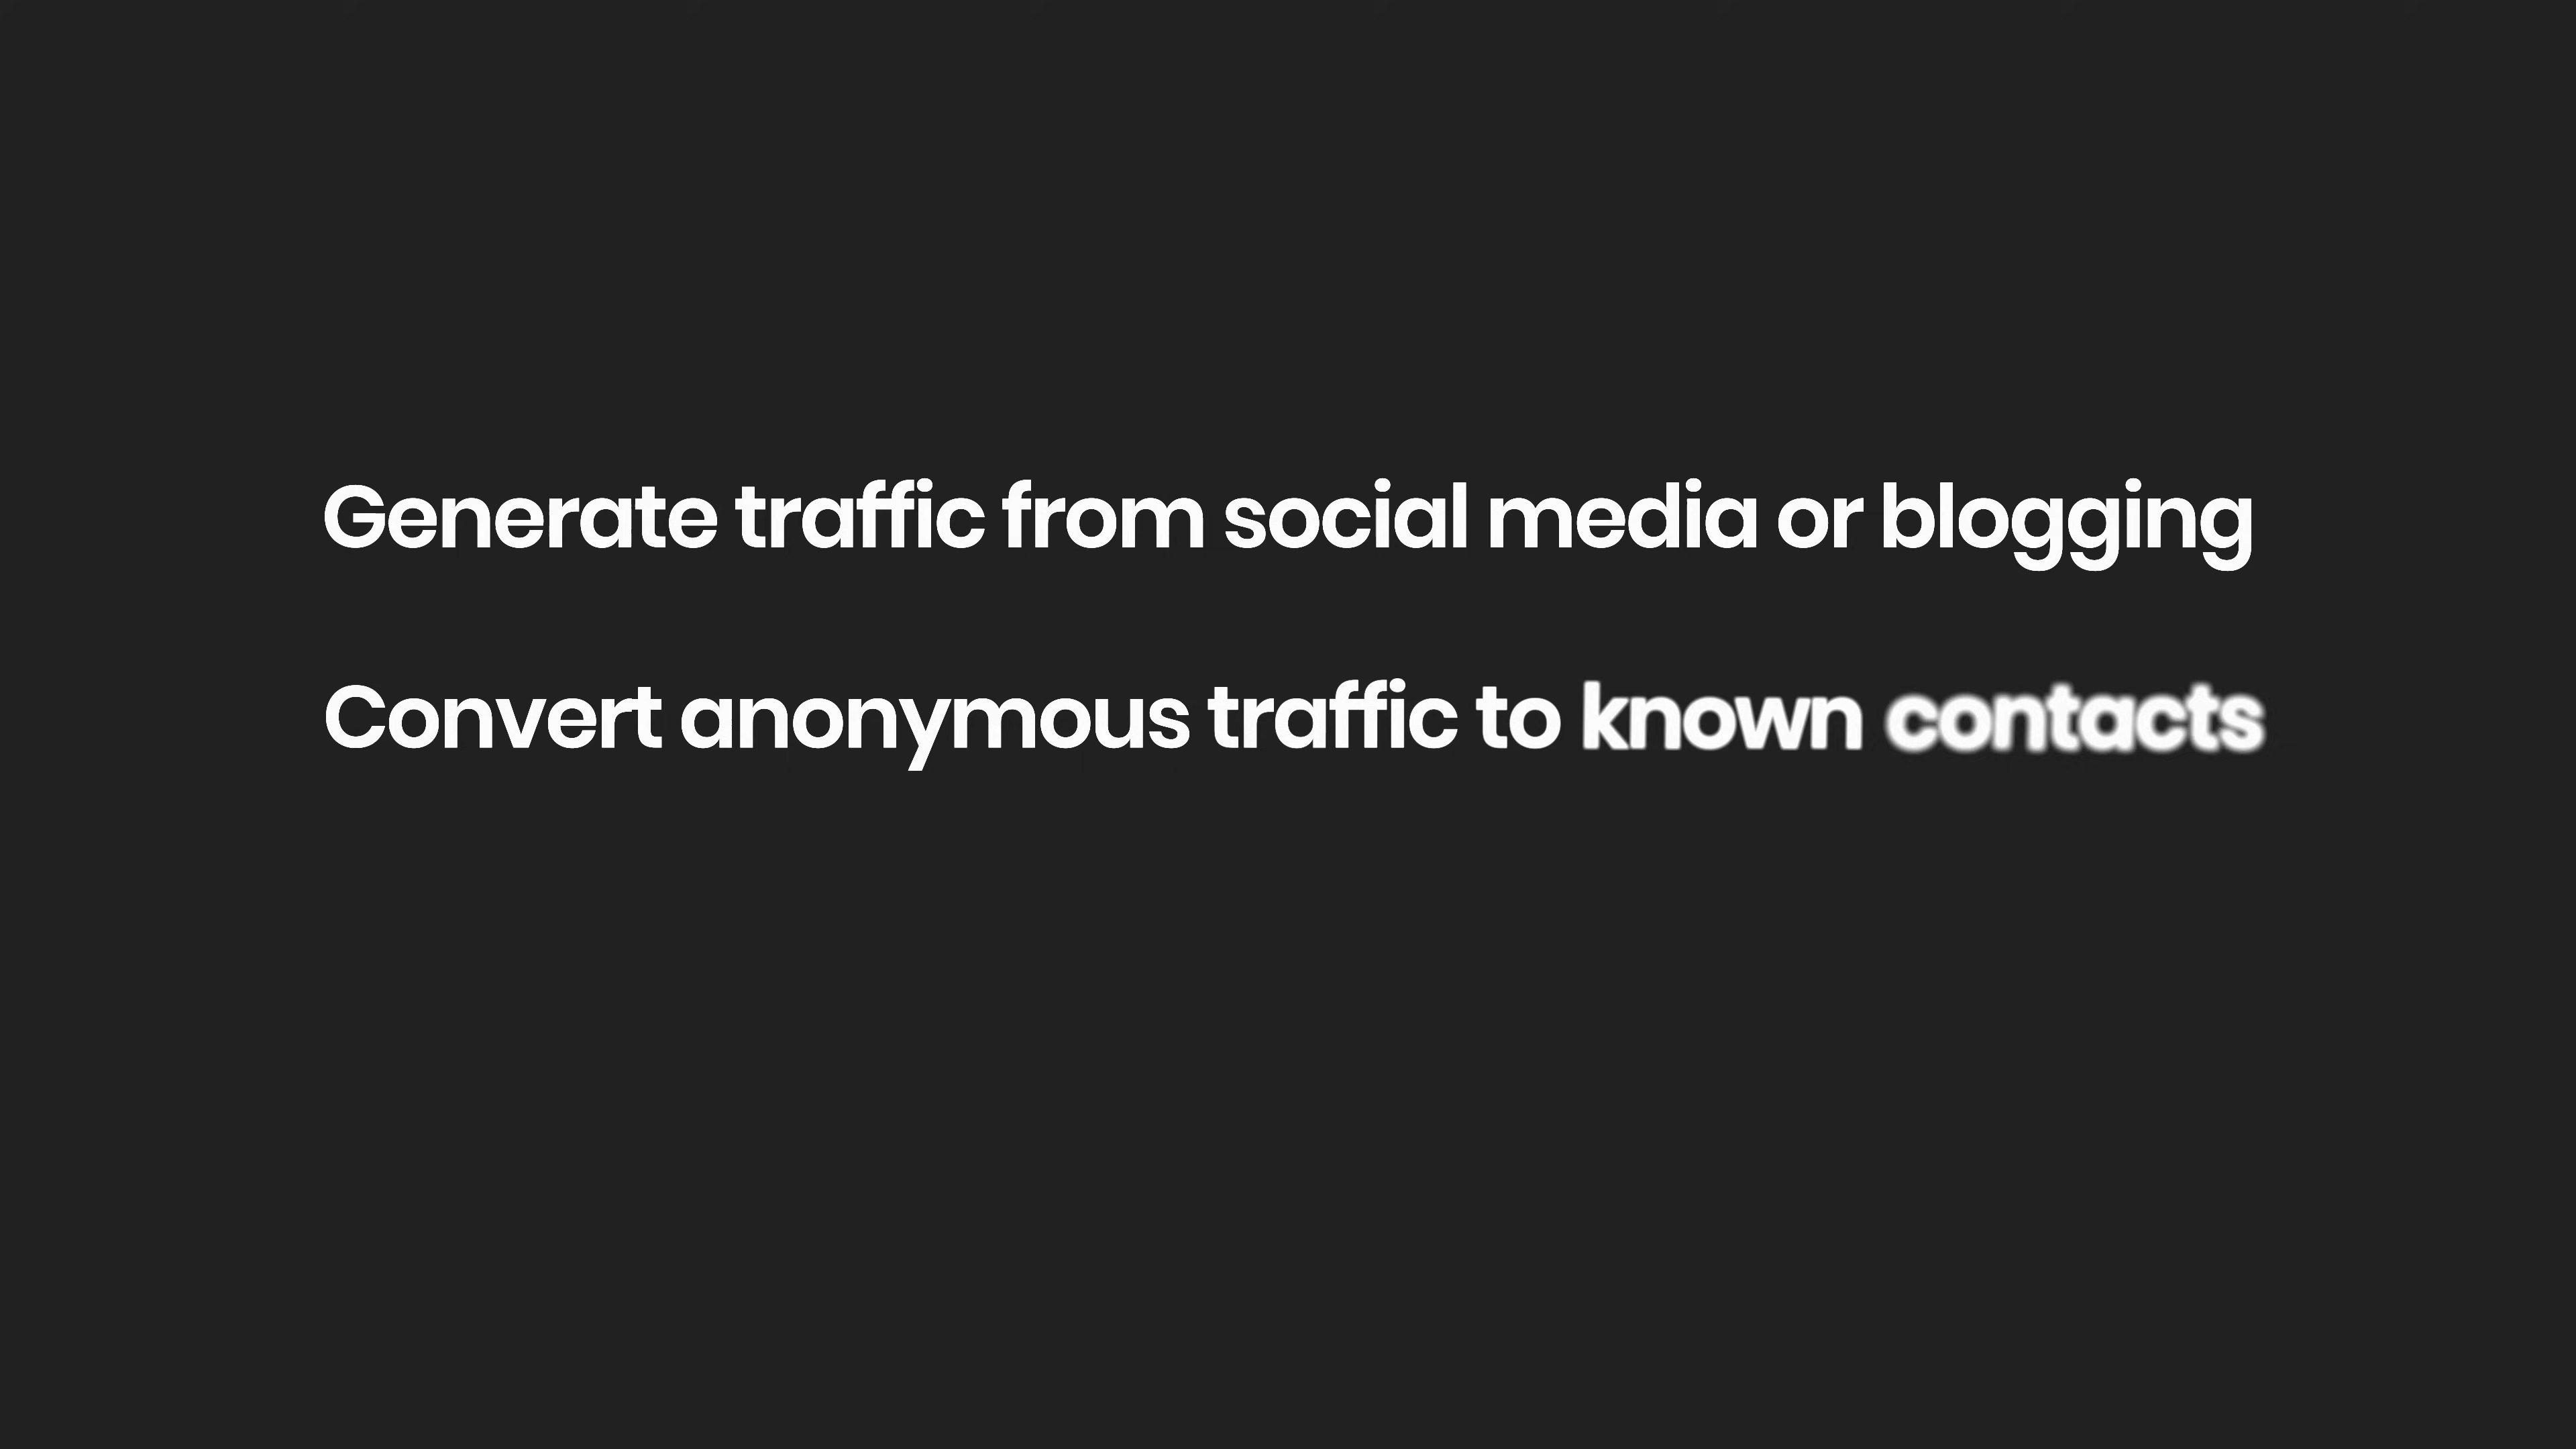 Generate traffic from social media or blogging
Convert anonymous traffic to known contacts